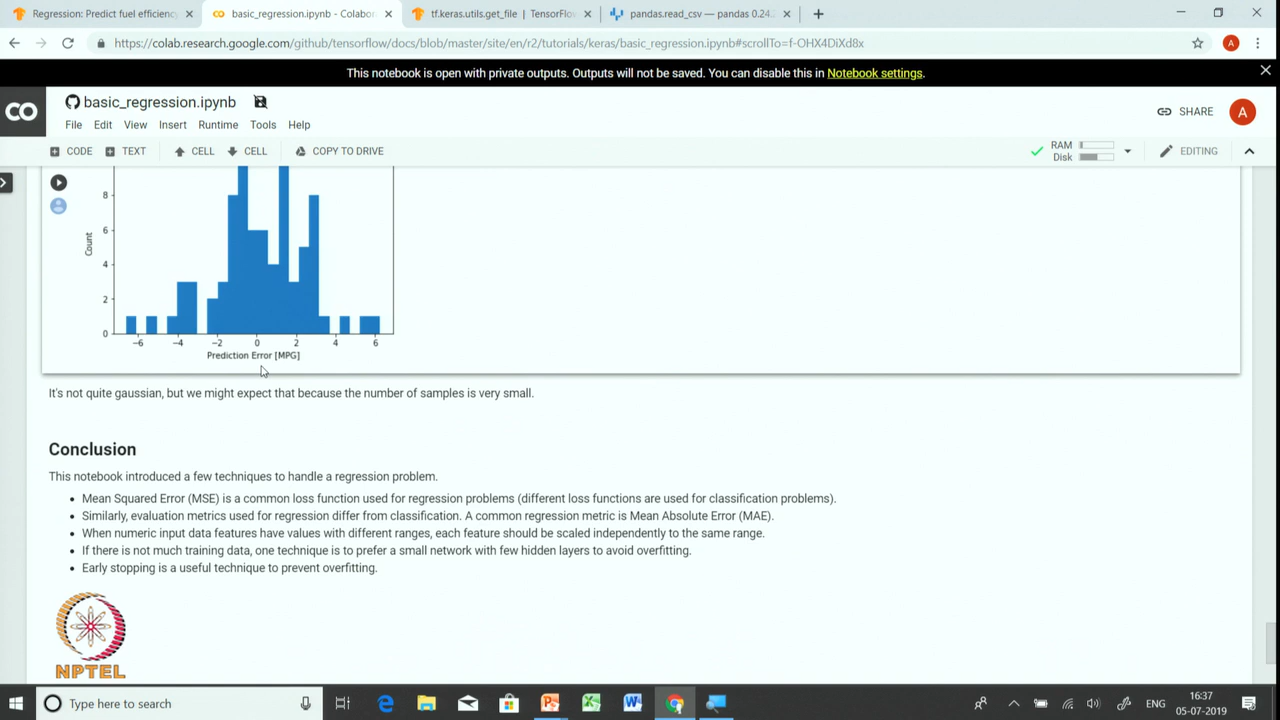 Regression: Predict fuel efficiency
basic_regression.ipynb - Colabor
tf.keras.utils.get_file | TensorFlow
pandas.read_csv — pandas 0.24.
https://colab.research.google.com/github/tensorflow/docs/blob/master/site/en/r2/tutorials/keras/basic_regression.ipynb#scrollTo=f-OHX4DiXd8x
A
This notebook is open with private outputs. Outputs will not be saved. You can disable this in Notebook settings.
CO
basic_regression.ipynb
SHARE
A
File Edit View Insert Runtime Tools Help
CODE TEXT CELL CELL COPY TO DRIVE
RAM
Disk
EDITING
8
6
4
2
0
Count
−6 −4 −2 0 2 4 6
Prediction Error [MPG]
It's not quite gaussian, but we might expect that because the number of samples is very small.
Conclusion
This notebook introduced a few techniques to handle a regression problem.
• Mean Squared Error (MSE) is a common loss function used for regression problems (different loss functions are used for classification problems).
• Similarly, evaluation metrics used for regression differ from classification. A common regression metric is Mean Absolute Error (MAE).
• When numeric input data features have values with different ranges, each feature should be scaled independently to the same range.
• If there is not much training data, one technique is to prefer a small network with few hidden layers to avoid overfitting.
• Early stopping is a useful technique to prevent overfitting.
NPTEL
Type here to search
ENG
16:37
05-07-2019